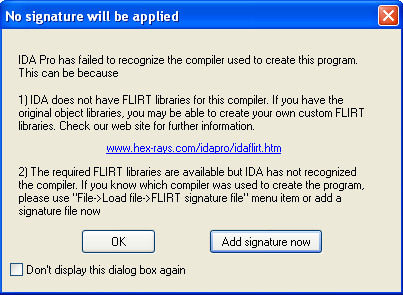 No signature will be applied
IDA Pro has failed to recognize the compiler used to create this program.
This can be because
1) IDA does not have FLIRT libraries for this compiler. If you have the
original object libraries, you may be able to create your own custom FLIRT
libraries. Check our web site for further information.
www.hex-rays.com/idapro/idaflirt.htm
2) The required FLIRT libraries are available but IDA has not recognized
the compiler. If you know which compiler was used to create the program,
please use "File->Load file->FLIRT signature file" menu item or add a
signature file now
OK
Add signature now
Don't display this dialog box again